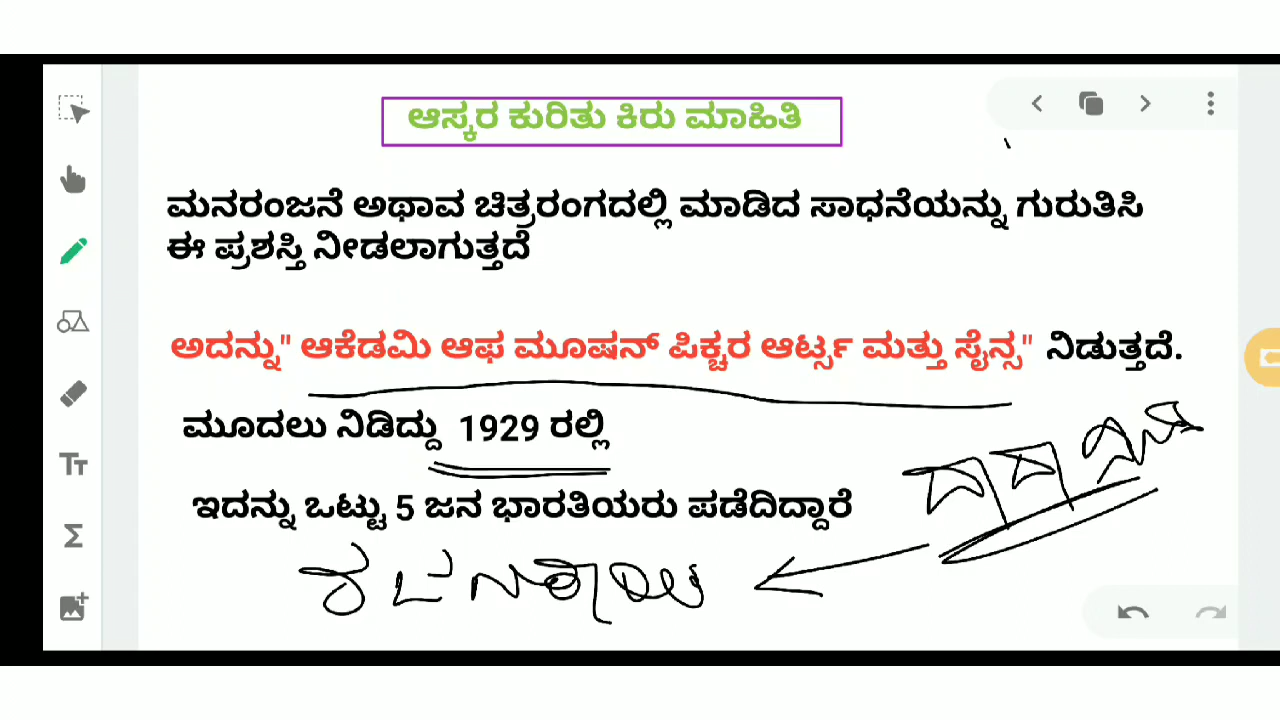 ಆಸ್ಕರ ಕುರಿತು ಕಿರು ಮಾಹಿತಿ
ಮನರಂಜನೆ ಅಥಾವ ಚಿತ್ರರಂಗದಲ್ಲಿ ಮಾಡಿದ ಸಾಧನೆಯನ್ನು ಗುರುತಿಸಿ
ಈ ಪ್ರಶಸ್ತಿ ನೀಡಲಾಗುತ್ತದೆ
ಅದನ್ನು" ಆಕೆಡಮಿ ಆಫ ಮೂಷನ್ ಪಿಕ್ಚರ ಆರ್ಟ್ಸ ಮತ್ತು ಸೈನ್ಸ" ನಿಡುತ್ತದೆ.
ಮೂದಲು ನಿಡಿದ್ದು 1929 ರಲ್ಲಿ
ಇದನ್ನು ಒಟ್ಟು 5 ಜನ ಭಾರತಿಯರು ಪಡೆದಿದ್ದಾರೆ